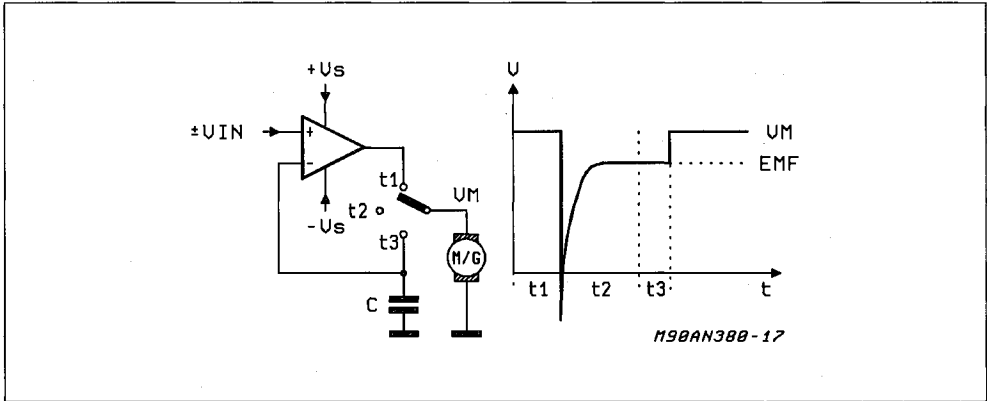 +Vs
±VIN
+
-
-Vs
t1
t2
t3
VM
M/G
C
V
VM
EMF
t1
t2
t3
t
M90AN380-17